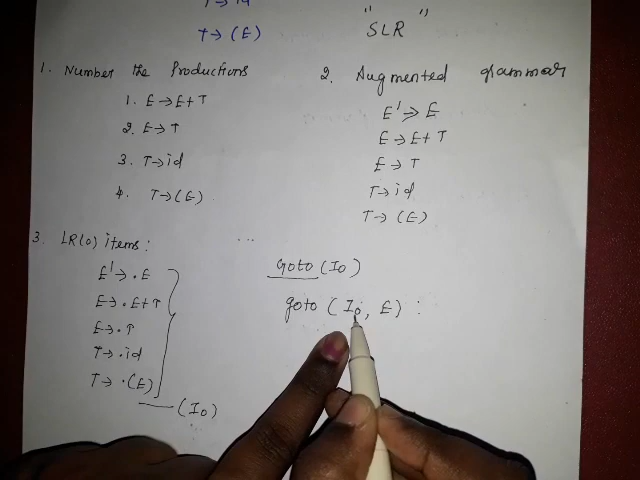 T→id
T→(E)
"SLR"
1. Number the Productions
1. E→E+T
2. E→T
3. T→id
4. T→(E)
2. Augmented grammar
E'→E
E→E+T
E→T
T→id
T→(E)
3. LR(0) items:
E'→.E
E→.E+T
E→.T
T→.id
T→.(E)
(I0)
...
Goto (I0)
goto (I0, E) :